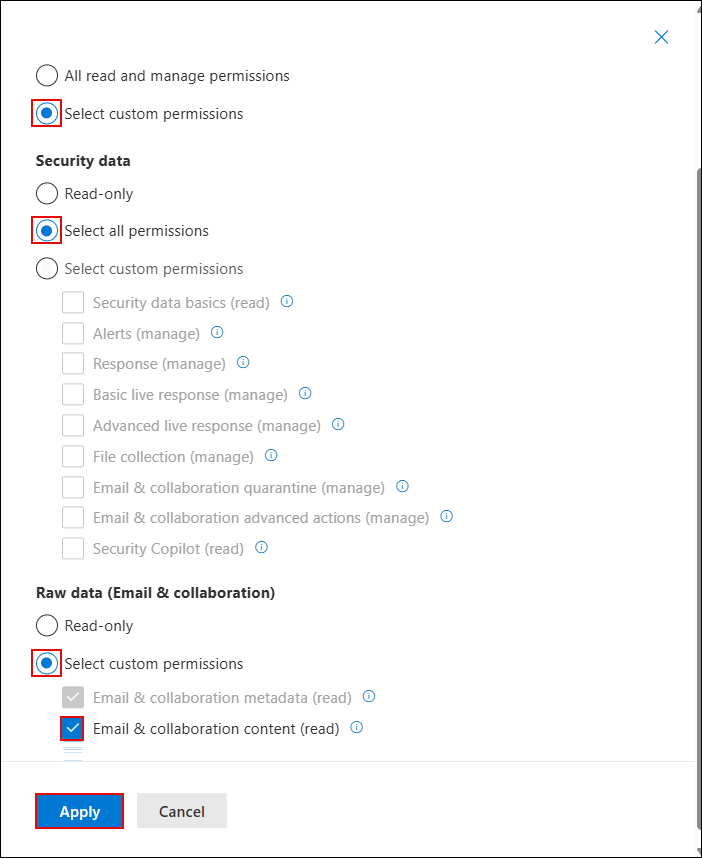 All read and manage permissions
Select custom permissions
Security data
Read-only
Select all permissions
Select custom permissions
Security data basics (read)
Alerts (manage)
Response (manage)
Basic live response (manage)
Advanced live response (manage)
File collection (manage)
Email & collaboration quarantine (manage)
Email & collaboration advanced actions (manage)
Security Copilot (read)
Raw data (Email & collaboration)
Read-only
Select custom permissions
Email & collaboration metadata (read)
Email & collaboration content (read)
Apply Cancel